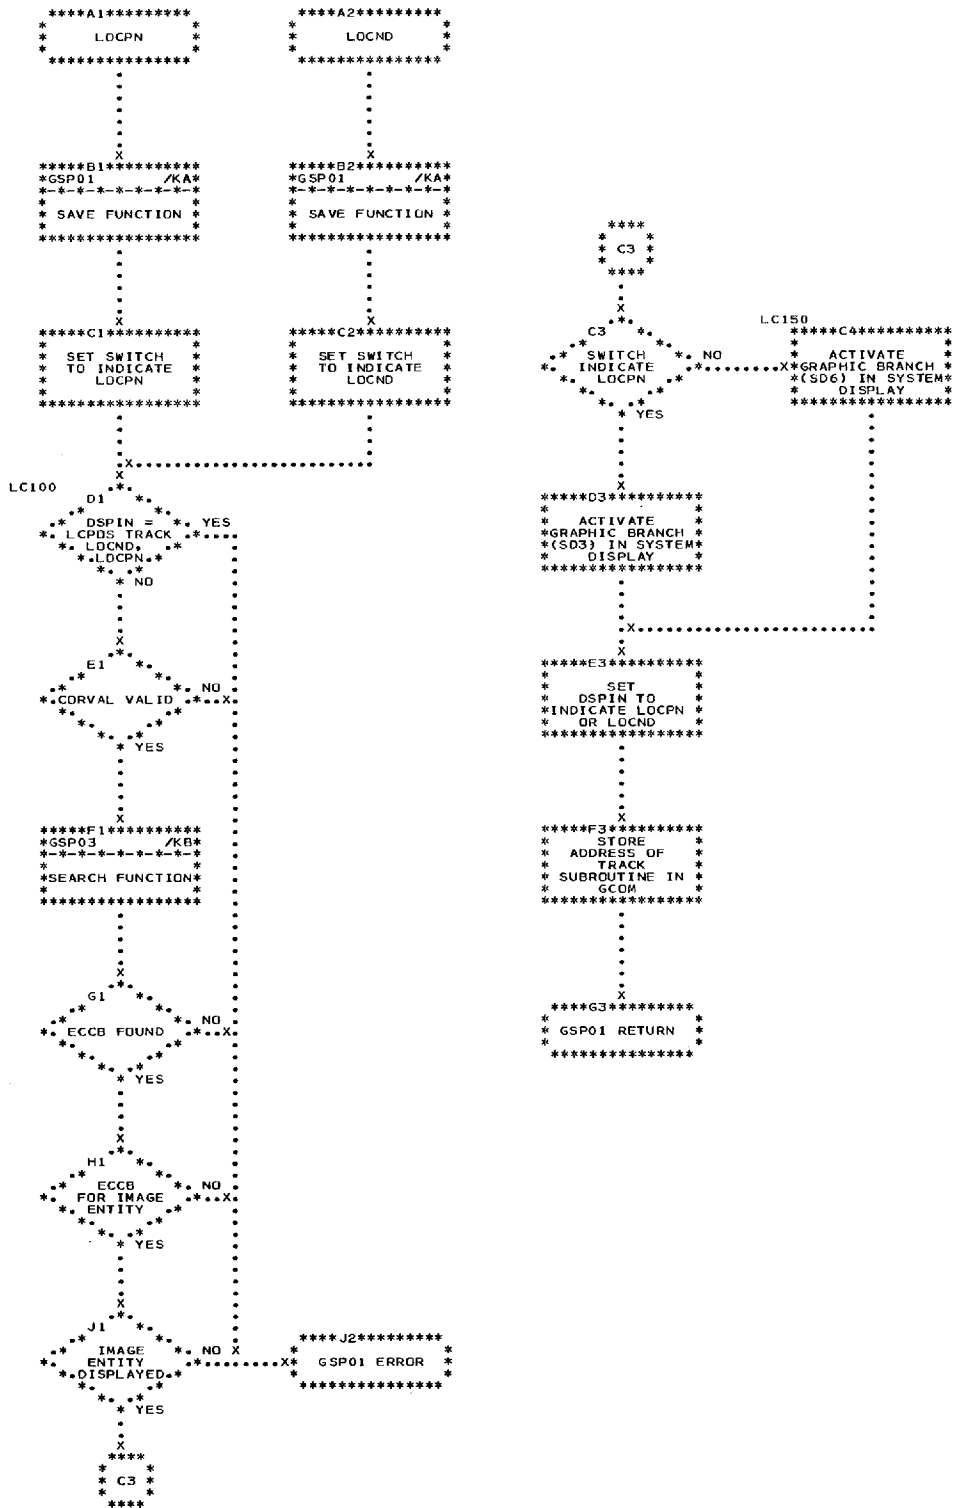 A1
LOCPN
A2
LOCND
B1
GSP01 /KA
SAVE FUNCTION
B2
GSP01 /KA
SAVE FUNCTION
C1
SET SWITCH
TO INDICATE
LOCPN
C2
SET SWITCH
TO INDICATE
LOCND
LC100
D1
DSPIN =
LCPOS TRACK
LOCND,
LOCPN
YES
NO
E1
CORVAL VALID
NO
YES
F1
GSP03 /KB
SEARCH FUNCTION
G1
ECCB FOUND
NO
YES
H1
ECCB
FOR IMAGE
ENTITY
NO
YES
J1
IMAGE
ENTITY
DISPLAYED
NO
YES
J2
GSP01 ERROR
C3
C3
C3
SWITCH
INDICATE
LOCPN
NO
YES
LC150
C4
ACTIVATE
GRAPHIC BRANCH
(SD6) IN SYSTEM
DISPLAY
D3
ACTIVATE
GRAPHIC BRANCH
(SD3) IN SYSTEM
DISPLAY
E3
SET
DSPIN TO
INDICATE LOCPN
OR LOCND
F3
STORE
ADDRESS OF
TRACK
SUBROUTINE IN
GCOM
G3
GSP01 RETURN